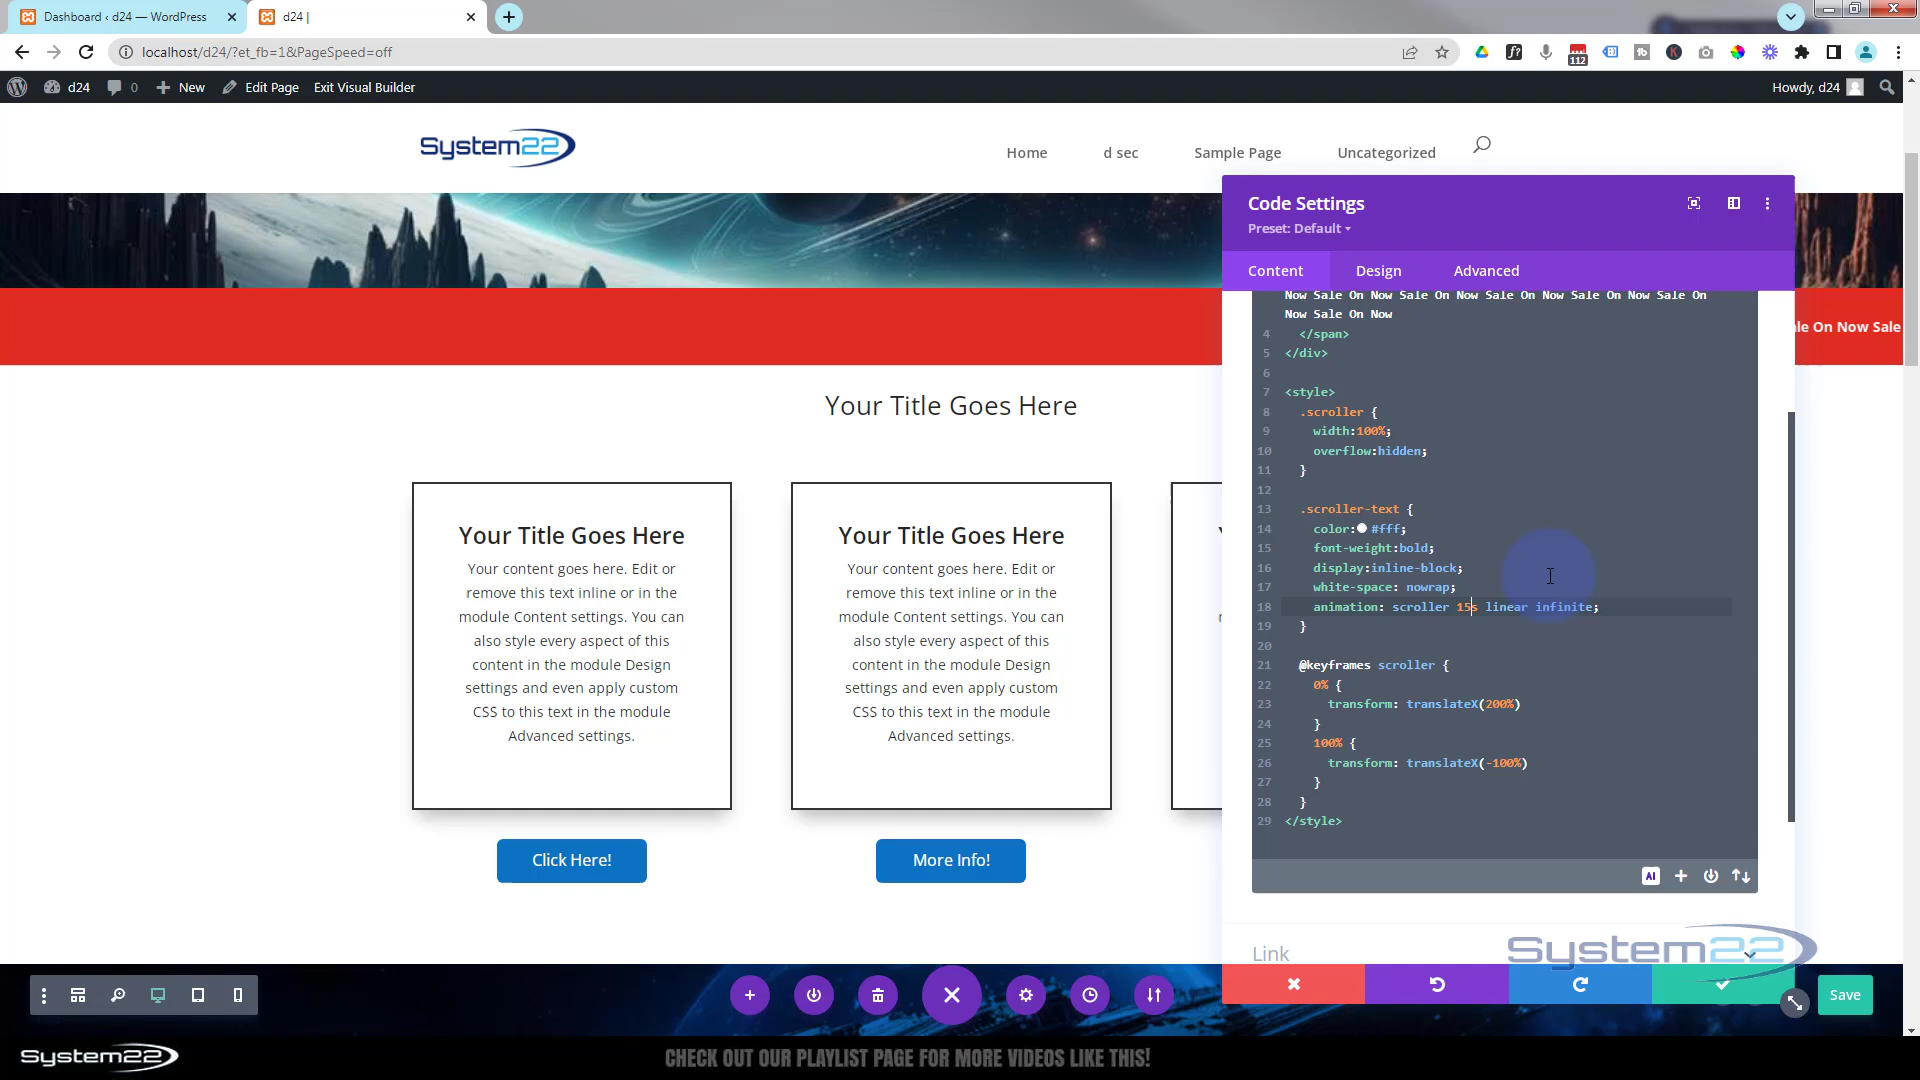 Dashboard ‹ d24 — WordPress
d24 |
localhost/d24/?et_fb=1&PageSpeed=off
112
d24
0
New
Edit Page
Exit Visual Builder
Howdy, d24
System22
Home
d sec
Sample Page
Uncategorized
Code Settings
Preset: Default
Content
Design
Advanced
Now Sale On Now Sale On Now Sale On Now Sale On Now Sale On
Now Sale On Now
4 </span>
5 </div>
6
7 <style>
8 .scroller {
9 width:100%;
10 overflow:hidden;
11 }
12
13 .scroller-text {
14 color: #fff;
15 font-weight:bold;
16 display:inline-block;
17 white-space: nowrap;
18 animation: scroller 15s linear infinite;
19 }
20
21 @keyframes scroller {
22 0% {
23 transform: translateX(200%)
24 }
25 100% {
26 transform: translateX(-100%)
27 }
28 }
29 </style>
AI
Link
ale On Now Sale
Your Title Goes Here
Your Title Goes Here
Your content goes here. Edit or
remove this text inline or in the
module Content settings. You can
also style every aspect of this
content in the module Design
settings and even apply custom
CSS to this text in the module
Advanced settings.
Click Here!
Your Title Goes Here
Your content goes here. Edit or
remove this text inline or in the
module Content settings. You can
also style every aspect of this
content in the module Design
settings and even apply custom
CSS to this text in the module
Advanced settings.
More Info!
System22
Save
System22
CHECK OUT OUR PLAYLIST PAGE FOR MORE VIDEOS LIKE THIS!